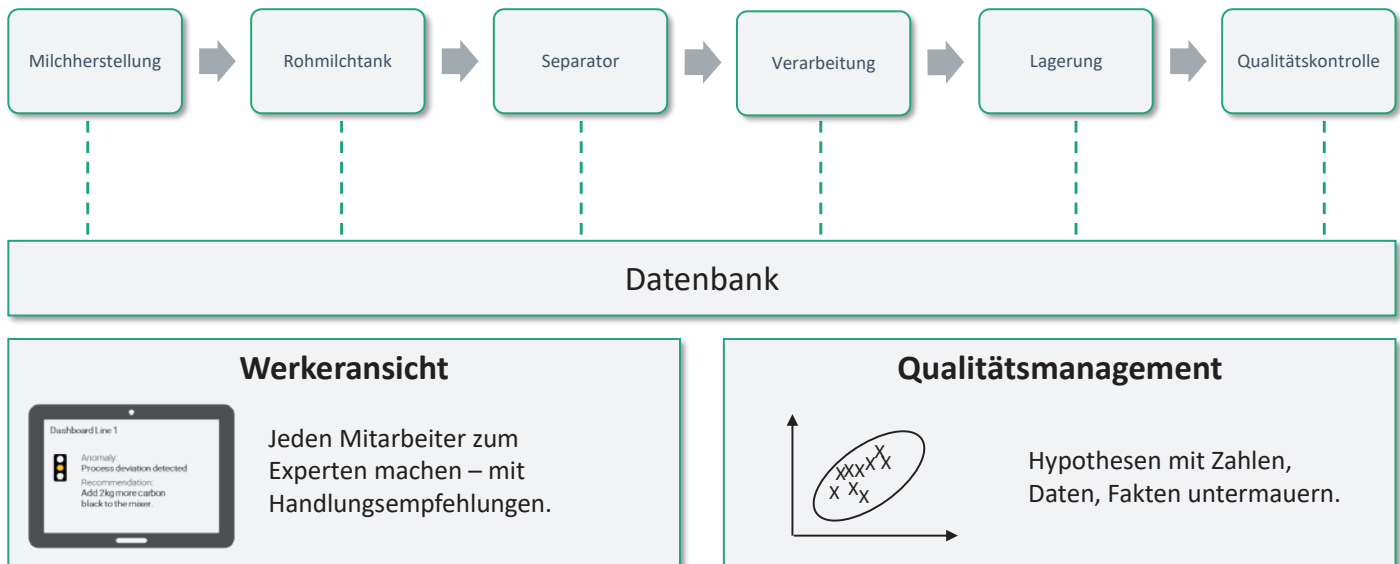 Milchherstellung
Rohmilchtank
Separator
Verarbeitung
Lagerung
Qualitätskontrolle
Datenbank
Werkeransicht
Dashboard Line 1
Anomaly:
Process deviation detected
Recommendation:
Add 2kg more carbon
black to the mixer.
Jeden Mitarbeiter zum
Experten machen – mit
Handlungsempfehlungen.
Qualitätsmanagement
Hypothesen mit Zahlen,
Daten, Fakten untermauern.